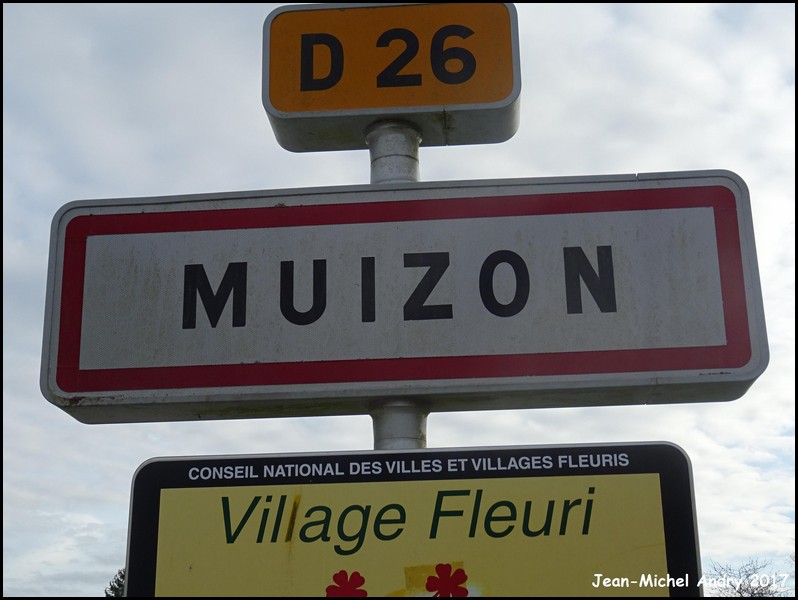 D 26
MUIZON
CONSEIL NATIONAL DES VILLES ET VILLAGES FLEURIS
Village Fleuri
Jean-Michel Andry 2017